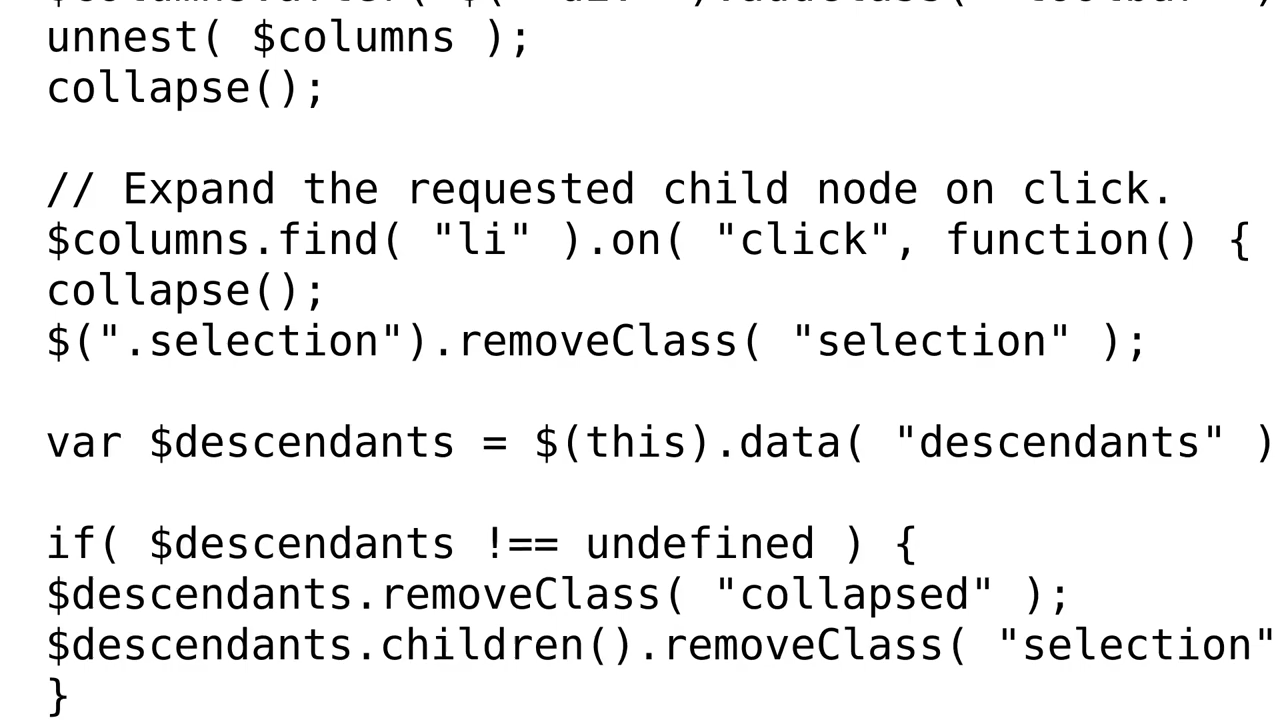 unnest( $columns );
collapse();

// Expand the requested child node on click.
$columns.find( "li" ).on( "click", function() {
collapse();
$(".selection").removeClass( "selection" );

var $descendants = $(this).data( "descendants" )

if( $descendants !== undefined ) {
$descendants.removeClass( "collapsed" );
$descendants.children().removeClass( "selection"
}